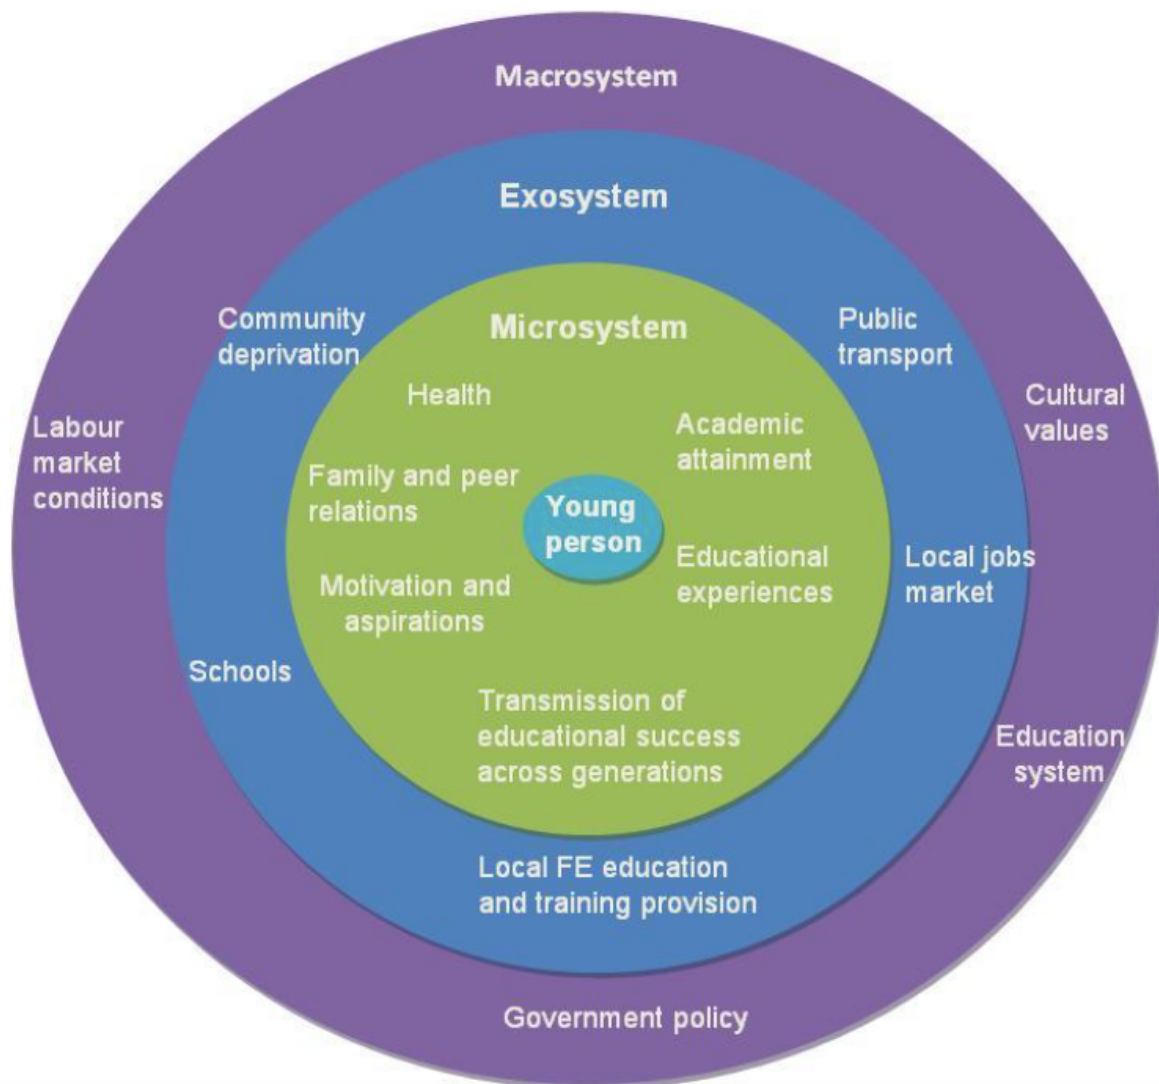 Macrosystem
Exosystem
Microsystem
Community
deprivation
Public
transport
Health
Cultural
values
Labour
market
conditions
Academic
attainment
Family and peer
relations
Young
person
Educational
experiences
Local jobs
market
Motivation and
aspirations
Schools
Transmission of
educational success
across generations
Education
system
Local FE education
and training provision
Government policy